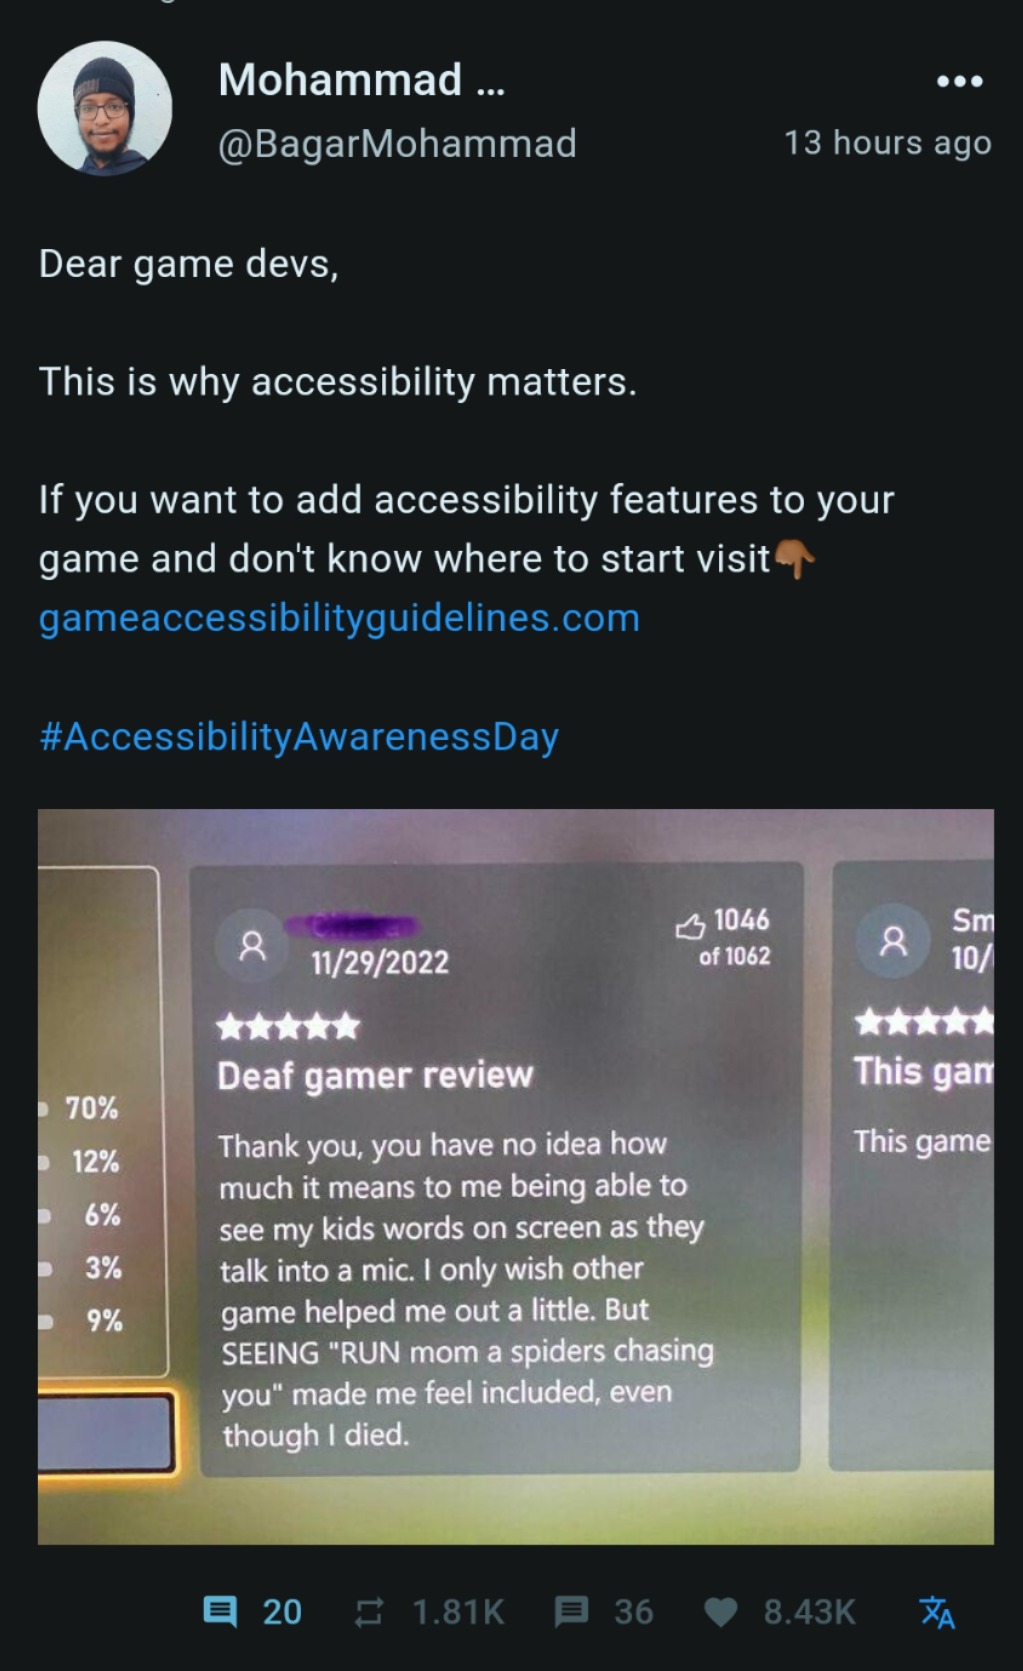 Mohammad ...
@BagarMohammad
13 hours ago
Dear game devs,
This is why accessibility matters.
If you want to add accessibility features to your
game and don't know where to start visit👇🏾
gameaccessibilityguidelines.com
#AccessibilityAwarenessDay
70%
12%
6%
3%
9%
11/29/2022
1046
of 1062
Deaf gamer review
Thank you, you have no idea how
much it means to me being able to
see my kids words on screen as they
talk into a mic. I only wish other
game helped me out a little. But
SEEING "RUN mom a spiders chasing
you" made me feel included, even
though I died.
Sm
10/
This gam
This game
20
1.81K
36
8.43K